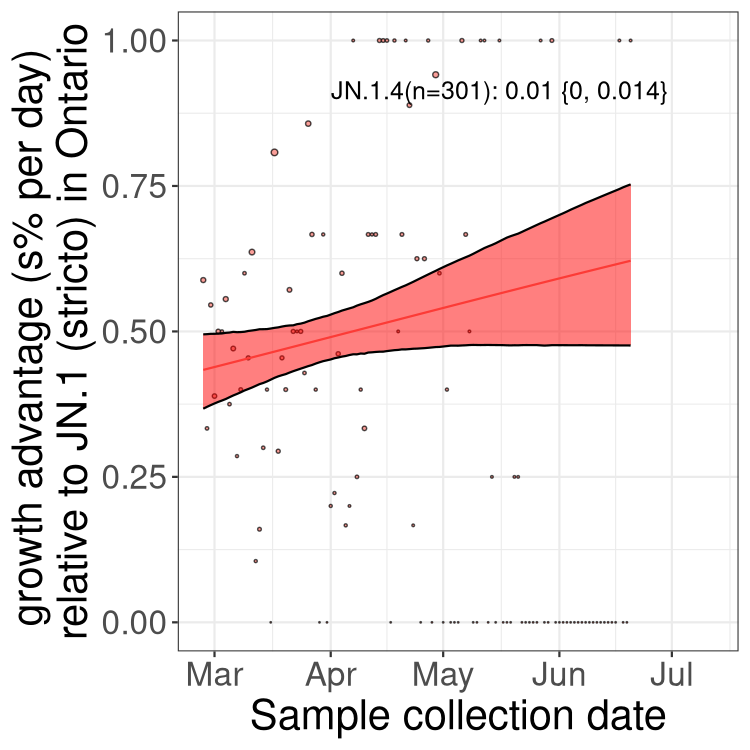 growth advantage (s% per day)
relative to JN.1 (stricto) in Ontario
1.00
0.75
0.50
0.25
0.00
JN.1.4(n=301): 0.01 {0, 0.014}
Mar Apr May Jun Jul
Sample collection date